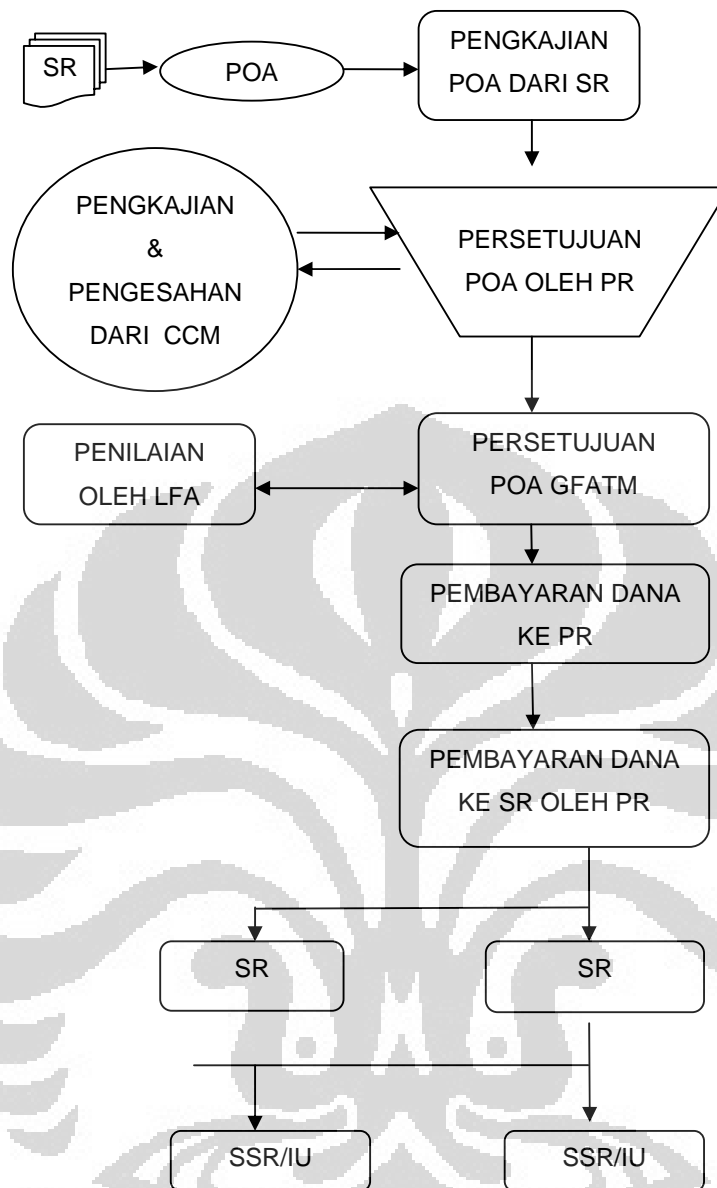 SR
POA
PENGKAJIAN
POA DARI SR
PENGKAJIAN
&
PENGESAHAN
DARI CCM
PERSETUJUAN
POA OLEH PR
PENILAIAN
OLEH LFA
PERSETUJUAN
POA GFATM
PEMBAYARAN DANA
KE PR
PEMBAYARAN DANA
KE SR OLEH PR
SR
SR
SSR/IU
SSR/IU